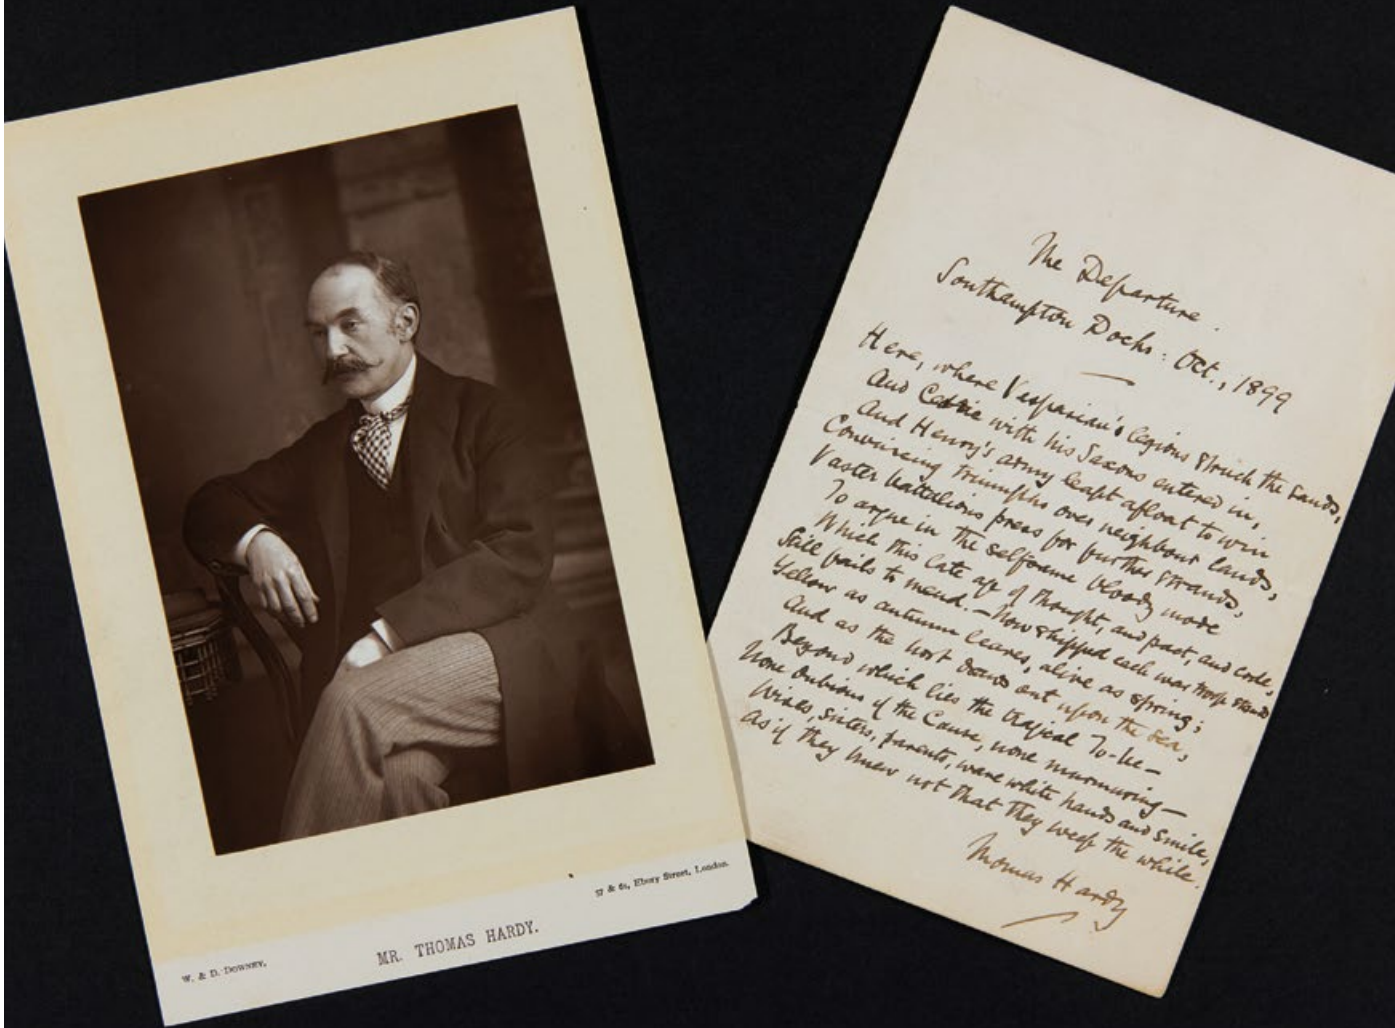 W. & D. DOWNEY.
MR. THOMAS HARDY.
57 & 61, Ebury Street, London.
The Departure.
Southampton Docks: Oct., 1899
Here, where Vespasian's legions struck the sands,
And Cerdic with his Saxons entered in,
And Henry's army leapt afloat to win
Convincing triumphs over neighbour lands,
Vaster battalions press for further strands,
To argue in the selfsame bloody mode
Which this late age of thought, and pact, and code,
Still fails to mend. — Now shipped each war troop stands
Yellow as autumn leaves, alive as spring;
And as the host draws out upon the sea,
Beyond which lies the tragical To-be —
None dubious of the Cause, none murmuring —
Wives, sisters, parents, wave white hands and smile,
As if they knew not that they weep the while.
Thomas Hardy